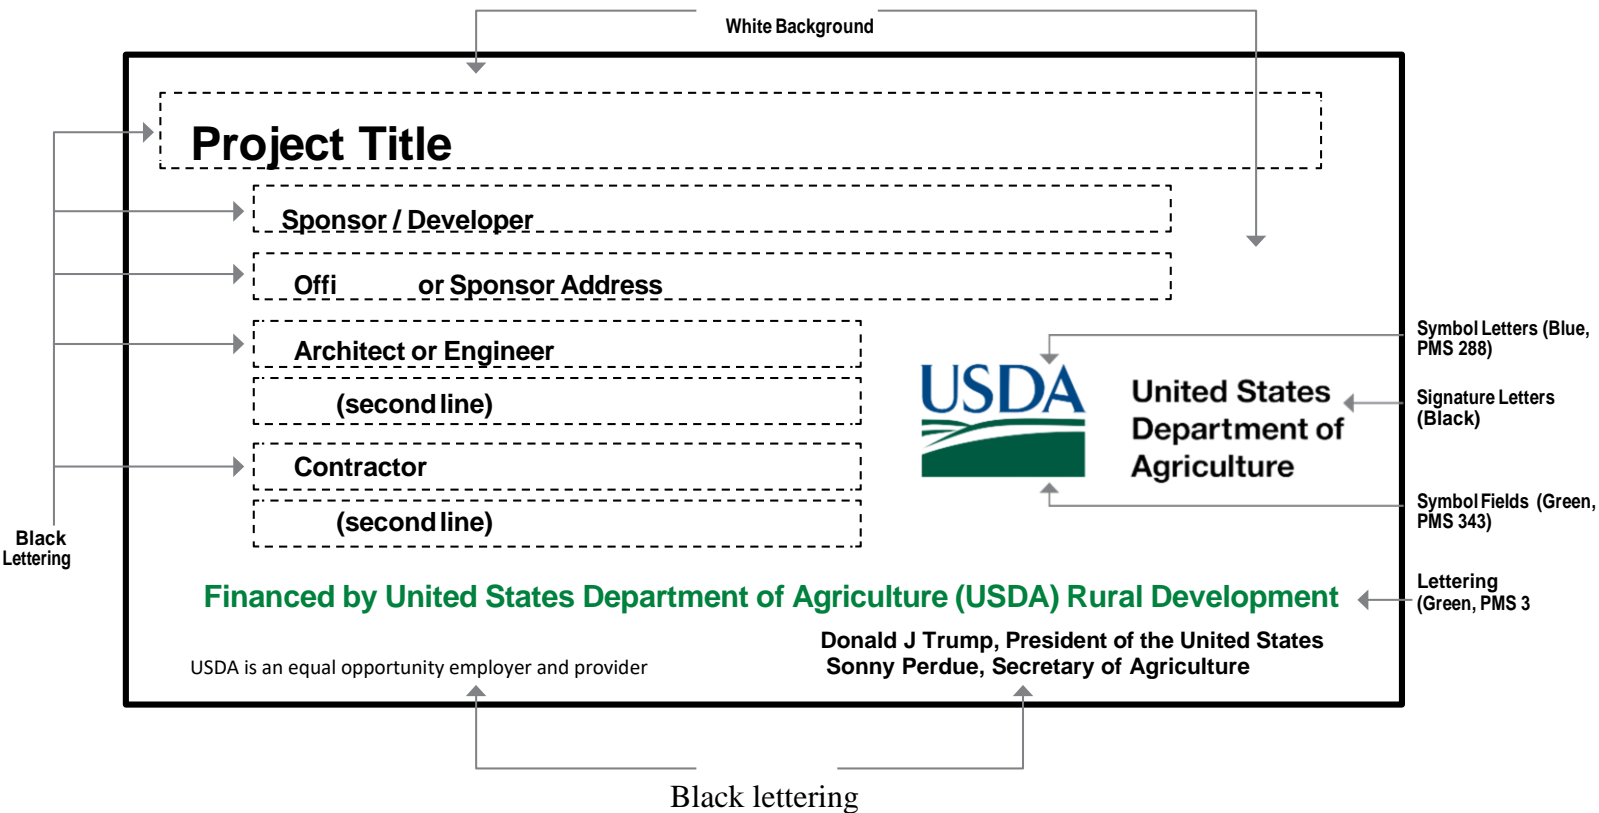 White Background
Project Title
Sponsor / Developer
Offi or Sponsor Address
Architect or Engineer
(second line)
Contractor
(second line)
Black
Lettering
USDA
United States
Department of
Agriculture
Symbol Letters (Blue,
PMS 288)
Signature Letters
(Black)
Symbol Fields (Green,
PMS 343)
Lettering
(Green, PMS 3
Financed by United States Department of Agriculture (USDA) Rural Development
Donald J Trump, President of the United States
Sonny Perdue, Secretary of Agriculture
USDA is an equal opportunity employer and provider
Black lettering